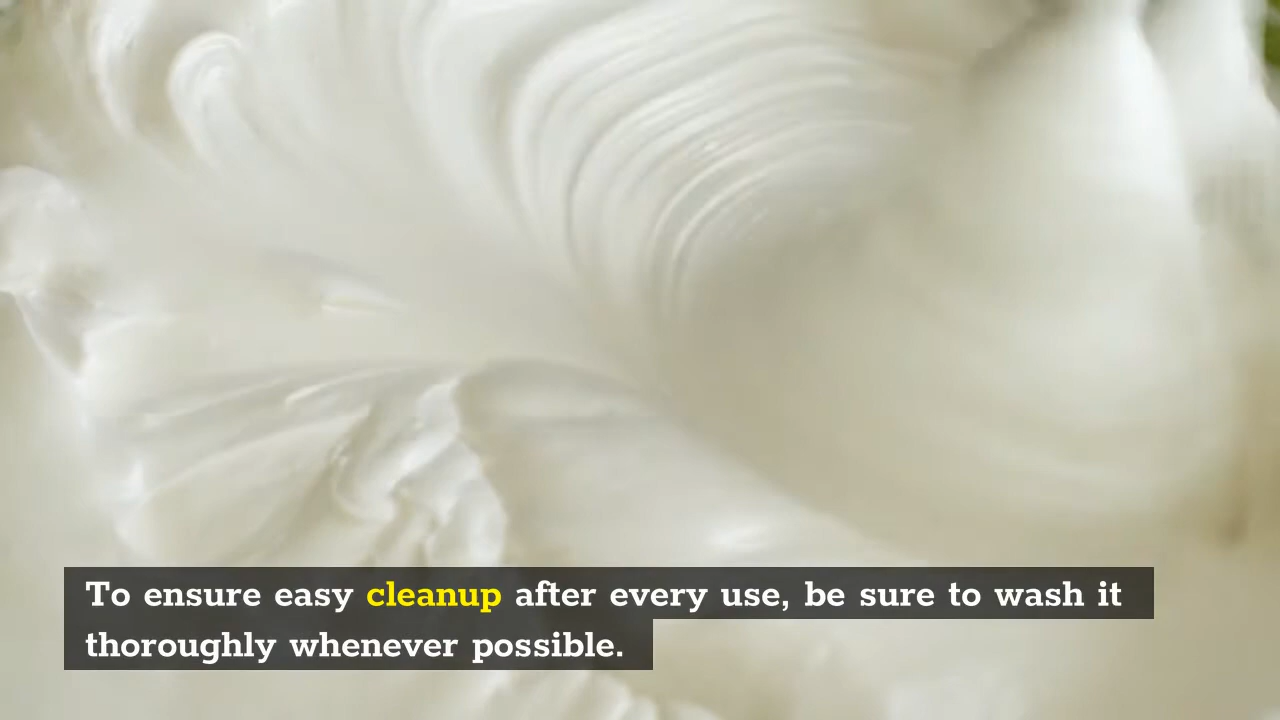 To ensure easy cleanup after every use, be sure to wash it
thoroughly whenever possible.